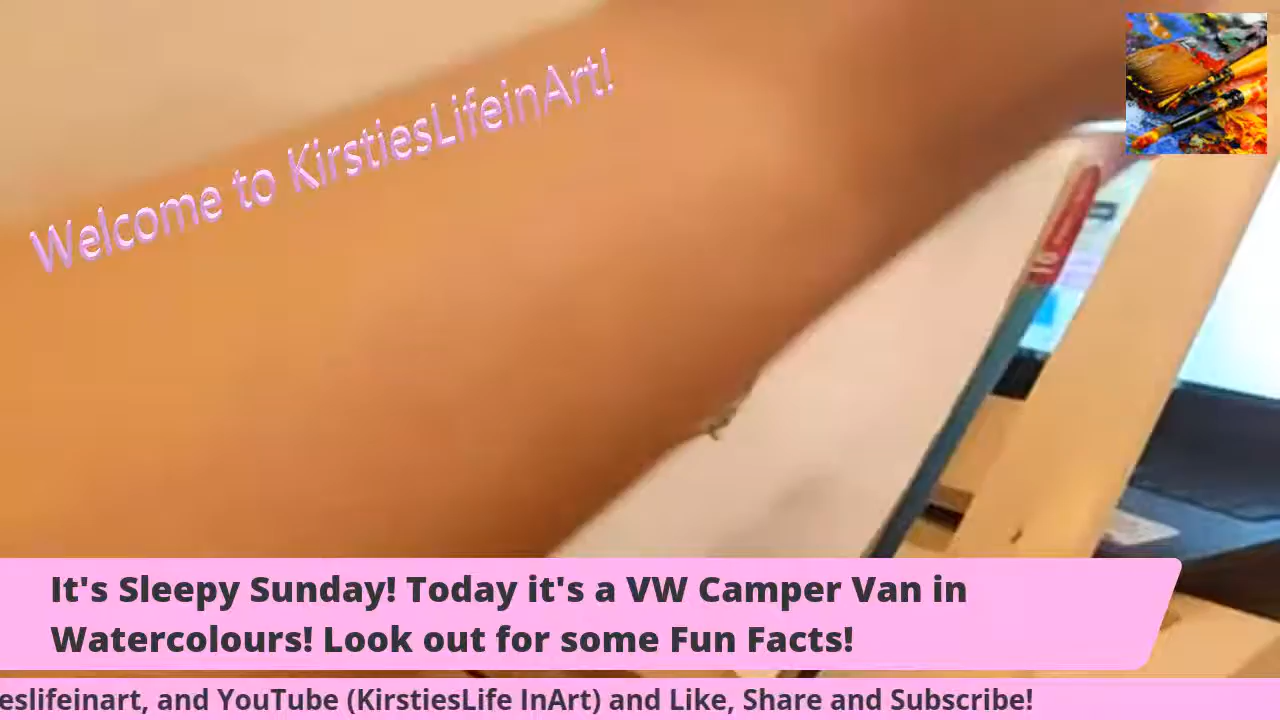 Welcome to KirstiesLifeinArt!
It's Sleepy Sunday! Today it's a VW Camper Van in
Watercolours! Look out for some Fun Facts!
eslifeinart, and YouTube (KirstiesLife InArt) and Like, Share and Subscribe!